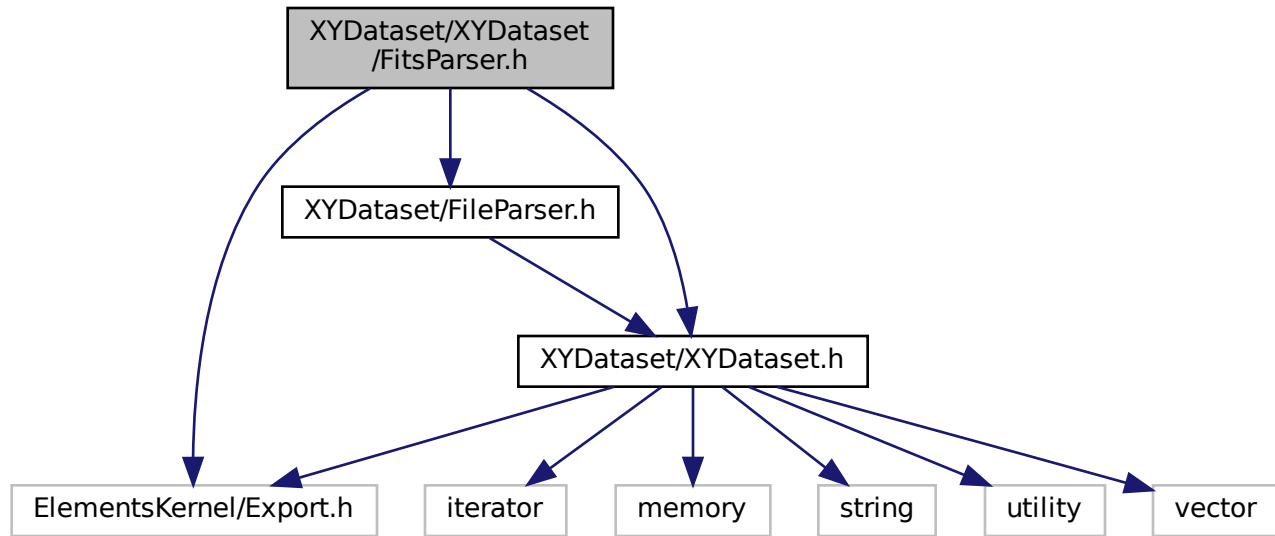 XYDataset/XYDataset
/FitsParser.h
XYDataset/FileParser.h
XYDataset/XYDataset.h
ElementsKernel/Export.h
iterator
memory
string
utility
vector